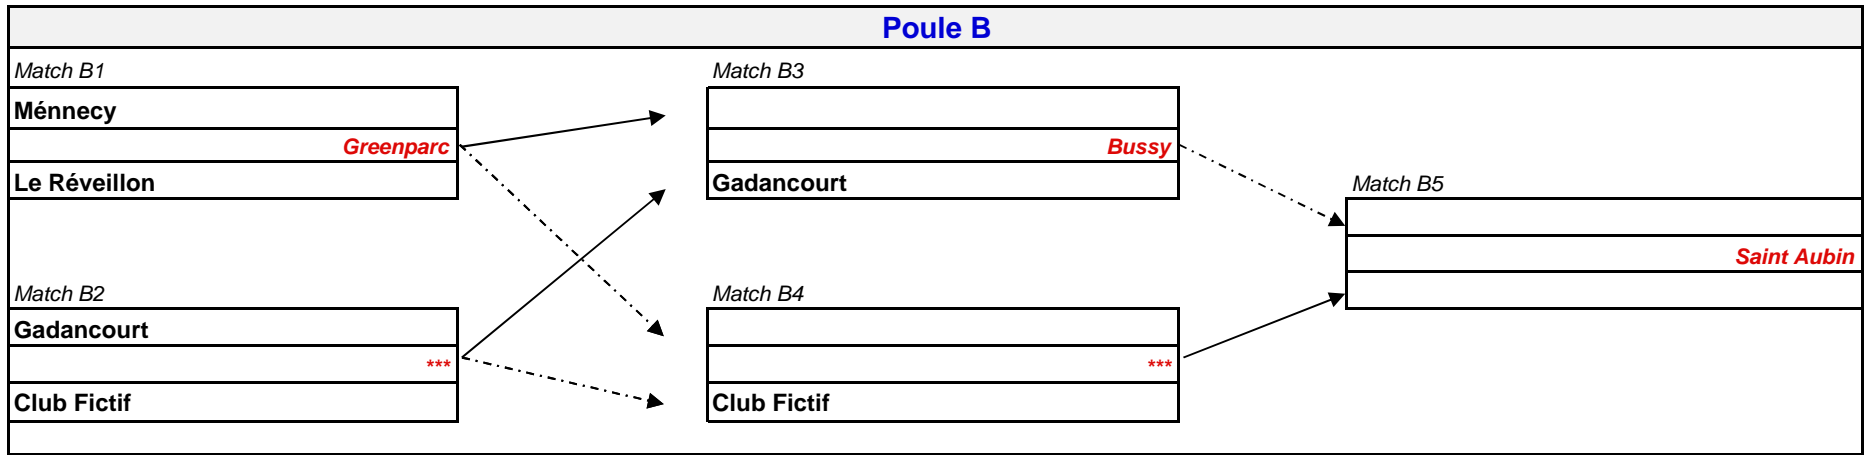 Poule B
Match B1
Ménnecy
Greenparc
Le Réveillon
Match B2
Gadancourt
***
Club Fictif
Match B3
Bussy
Gadancourt
Match B4
***
Club Fictif
Match B5
Saint Aubin